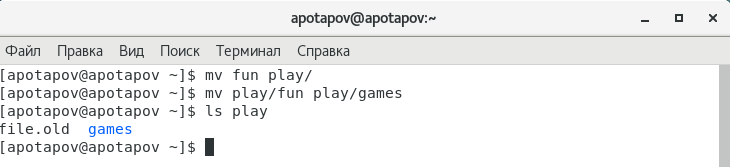 apotapov@apotapov:~
Файл Правка Вид Поиск Терминал Справка
[apotapov@apotapov ~]$ mv fun play/
[apotapov@apotapov ~]$ mv play/fun play/games
[apotapov@apotapov ~]$ ls play
file.old games
[apotapov@apotapov ~]$